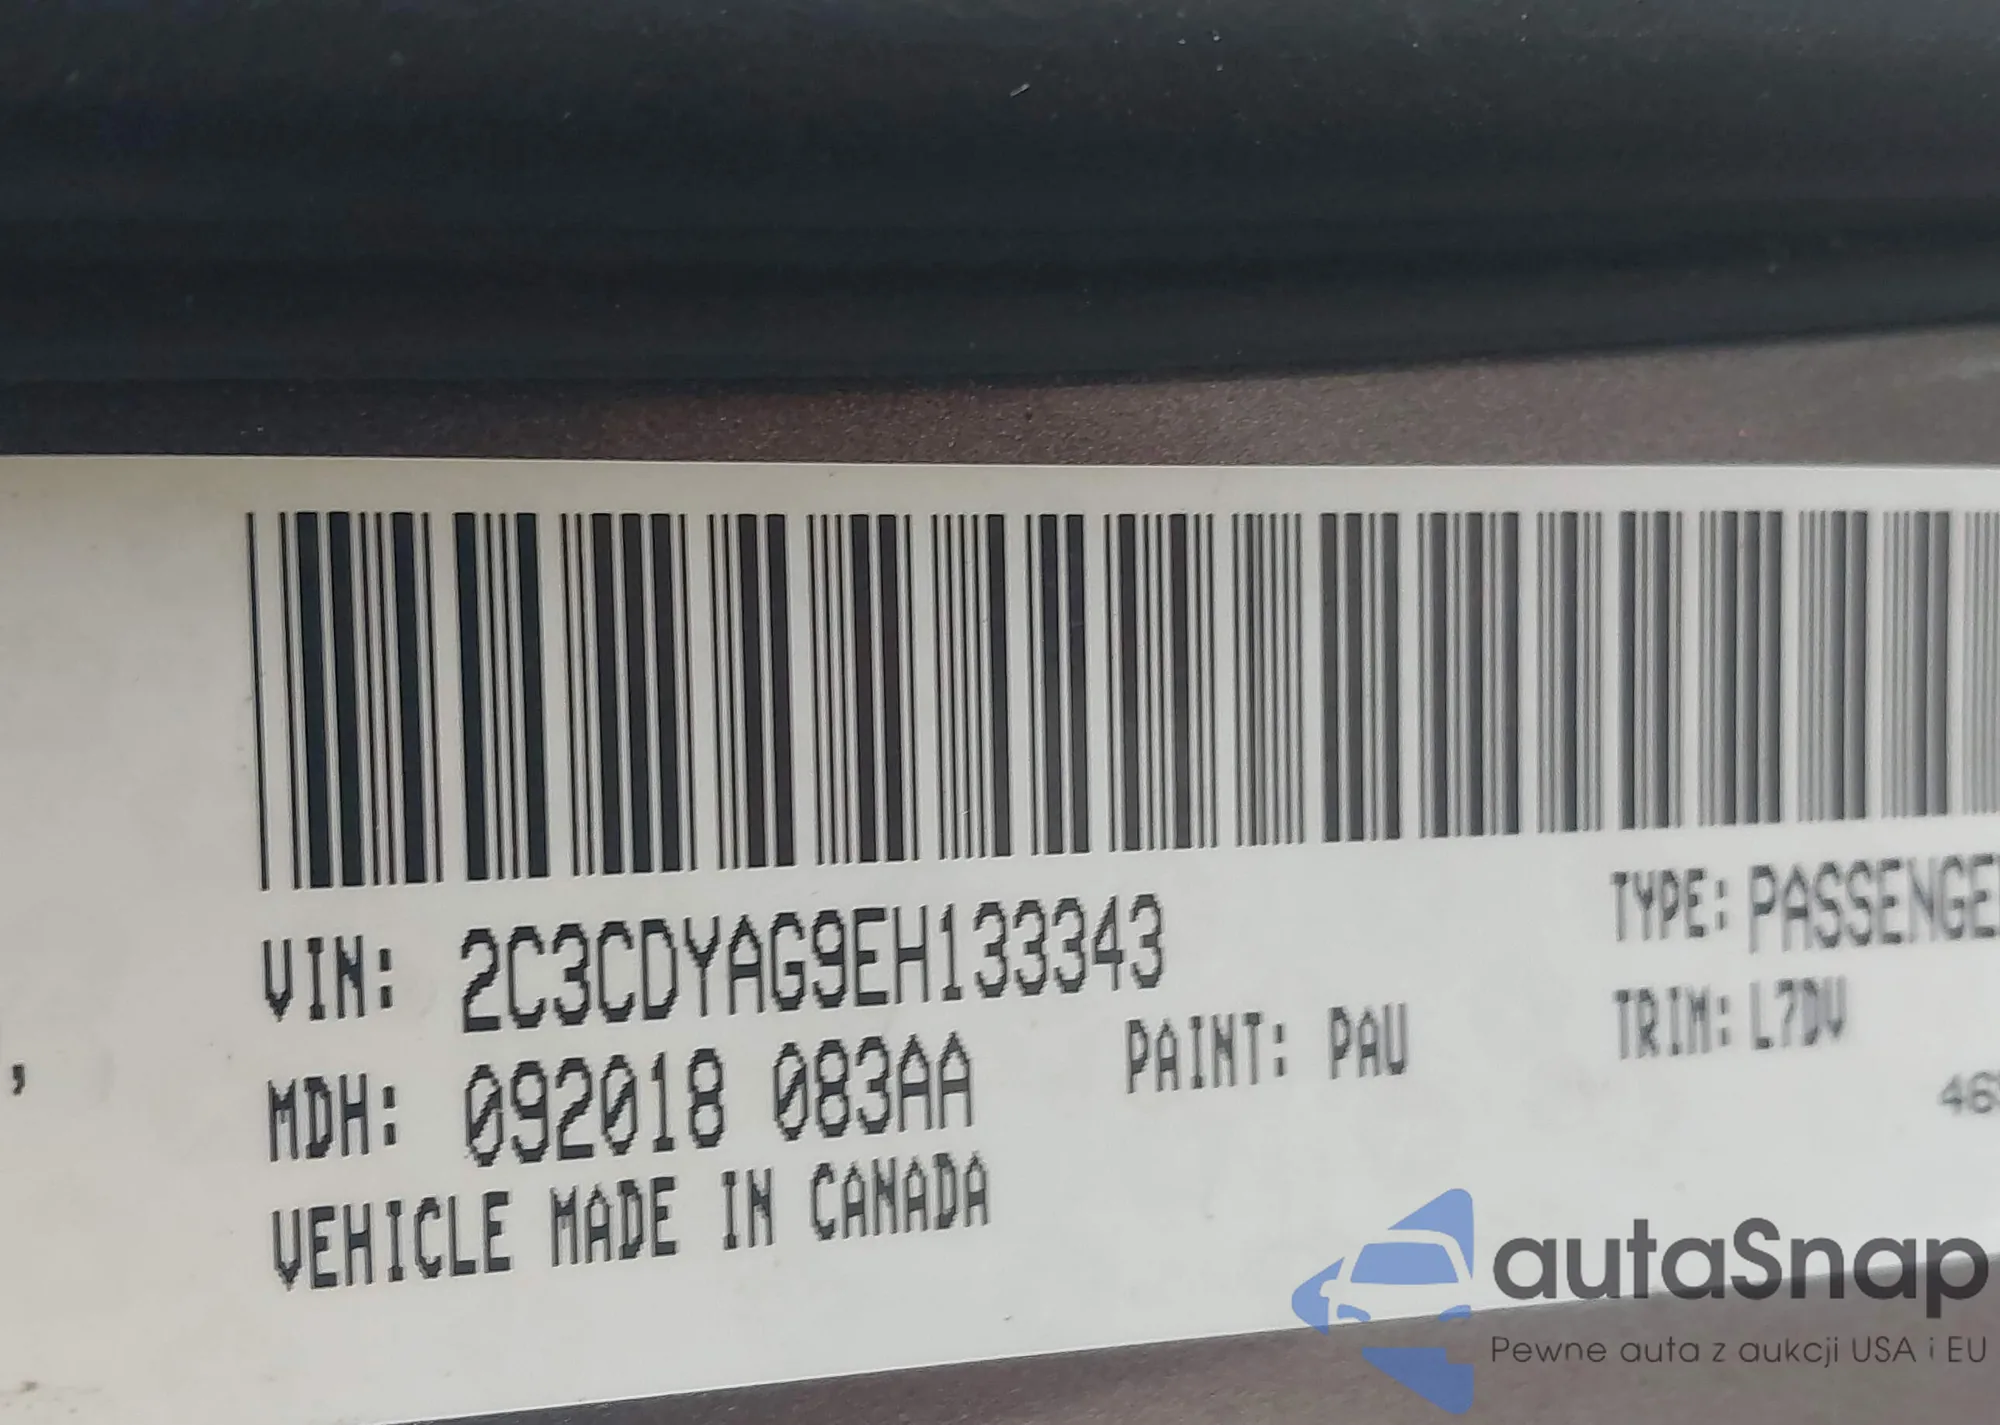 VIN: 2C3CDYAG9EH133343
TYPE: PASSENGE
MDH: 092018 083AA
PAINT: PAU
TRIM: L7DV
VEHICLE MADE IN CANADA
autaSnap
Pewne auta z aukcji USA i EU